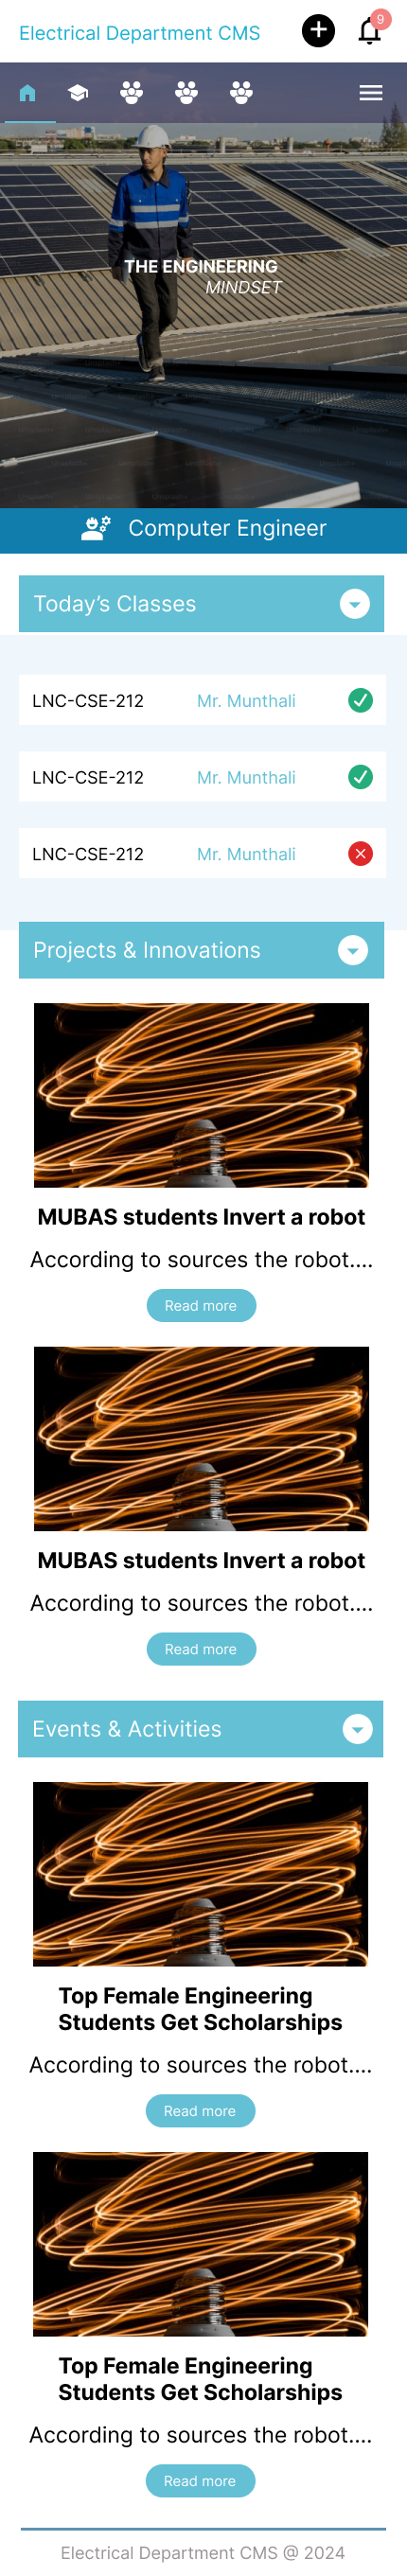 Electrical Department CMS
9
THE ENGINEERING
MINDSET
Computer Engineer
Today’s Classes
LNC-CSE-212 Mr. Munthali
LNC-CSE-212 Mr. Munthali
LNC-CSE-212 Mr. Munthali
Projects & Innovations
MUBAS students Invert a robot
According to sources the robot....
Read more
MUBAS students Invert a robot
According to sources the robot....
Read more
Events & Activities
Top Female Engineering
Students Get Scholarships
According to sources the robot....
Read more
Top Female Engineering
Students Get Scholarships
According to sources the robot....
Read more
Electrical Department CMS @ 2024